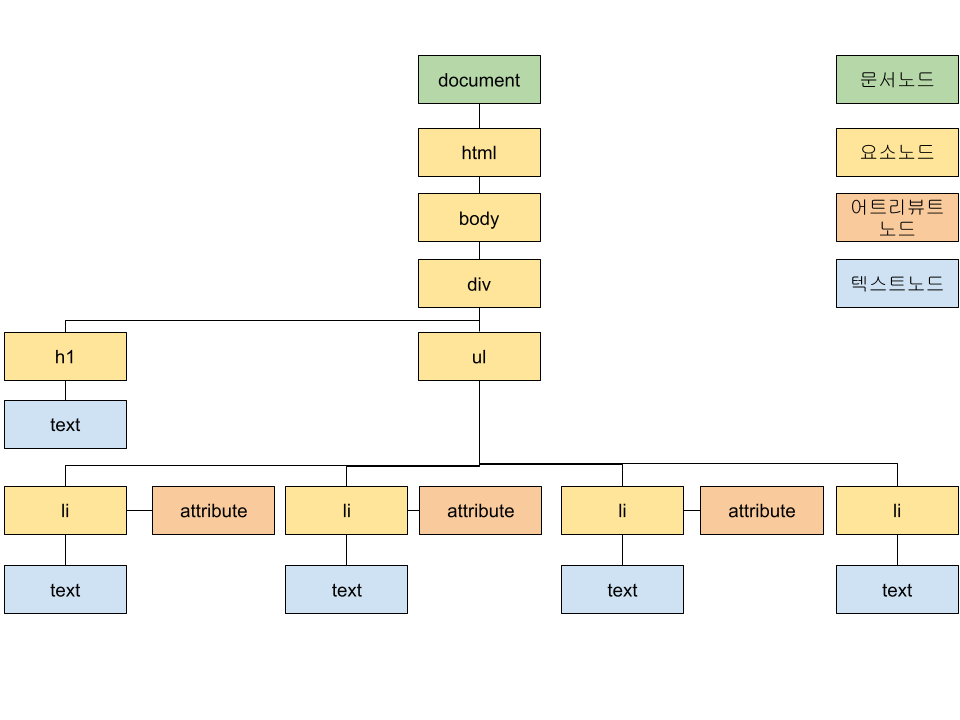 document
문서노드
html
요소노드
body
어트리뷰트
노드
div
텍스트노드
h1
ul
text
li
attribute
li
attribute
li
attribute
li
text
text
text
text